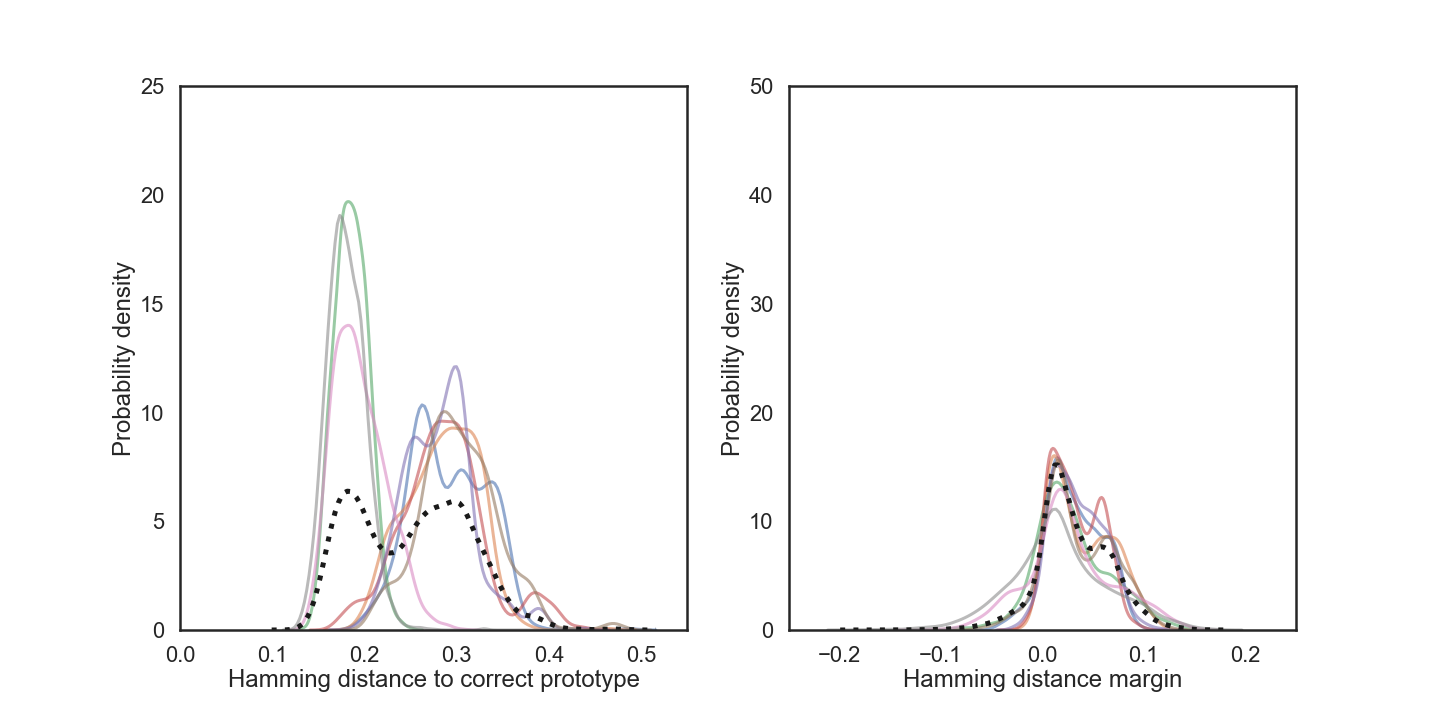 25
20
15
10
5
0
Probability density
0.0 0.1 0.2 0.3 0.4 0.5
Hamming distance to correct prototype
50
40
30
20
10
0
Probability density
−0.2 −0.1 0.0 0.1 0.2
Hamming distance margin